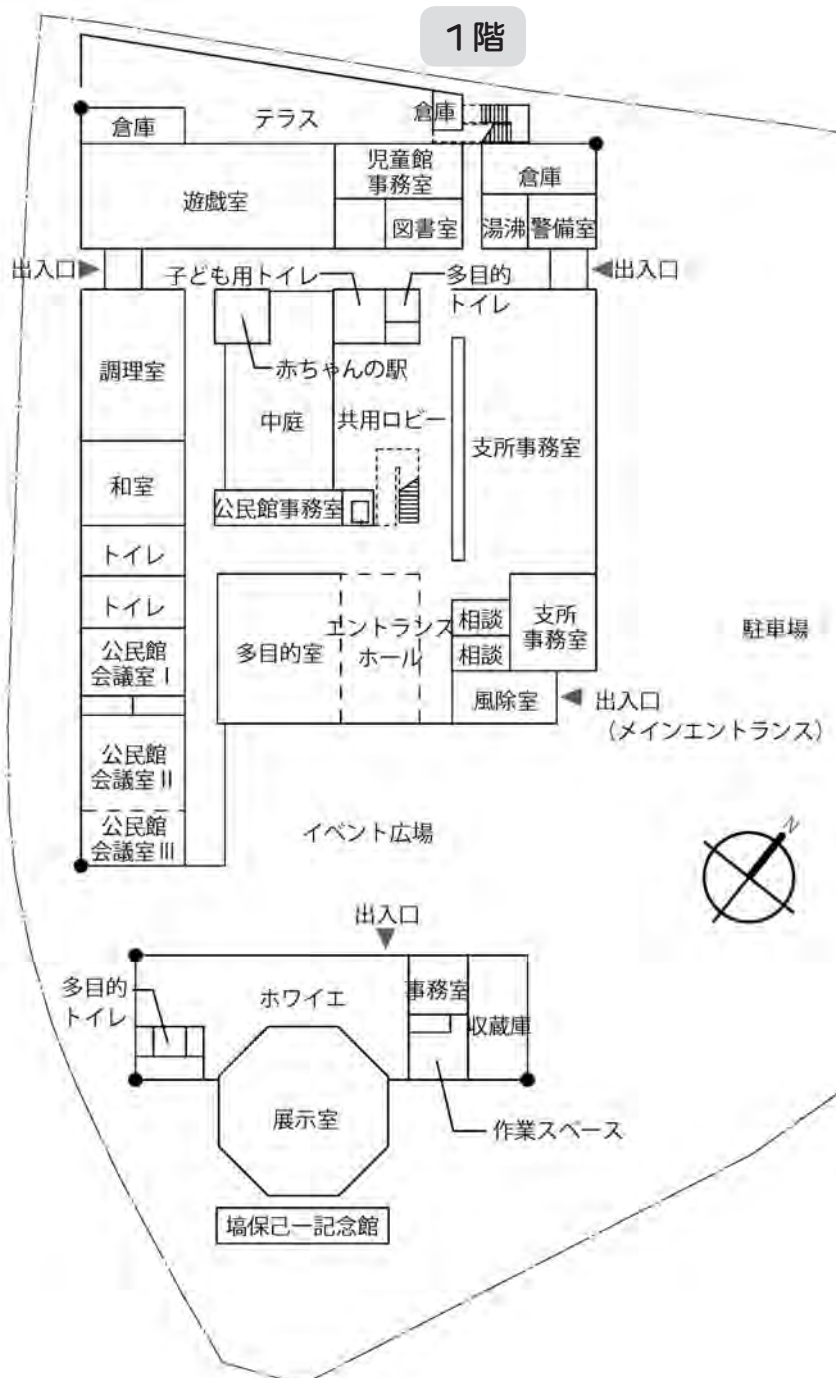 1階
倉庫
テラス
倉庫
児童館
事務室
遊戯室
図書室
倉庫
湯沸
警備室
出入口
子ども用トイレ
多目的
トイレ
出入口
調理室
赤ちゃんの駅
中庭
共用ロビー
支所事務室
和室
公民館事務室
トイレ
トイレ
公民館
会議室Ⅰ
多目的室
エントランス
ホール
相談
相談
支所
事務室
駐車場
風除室
出入口
(メインエントランス)
公民館
会議室Ⅱ
公民館
会議室Ⅲ
イベント広場
N
出入口
多目的
トイレ
ホワイエ
事務室
収蔵庫
展示室
作業スペース
塙保己一記念館